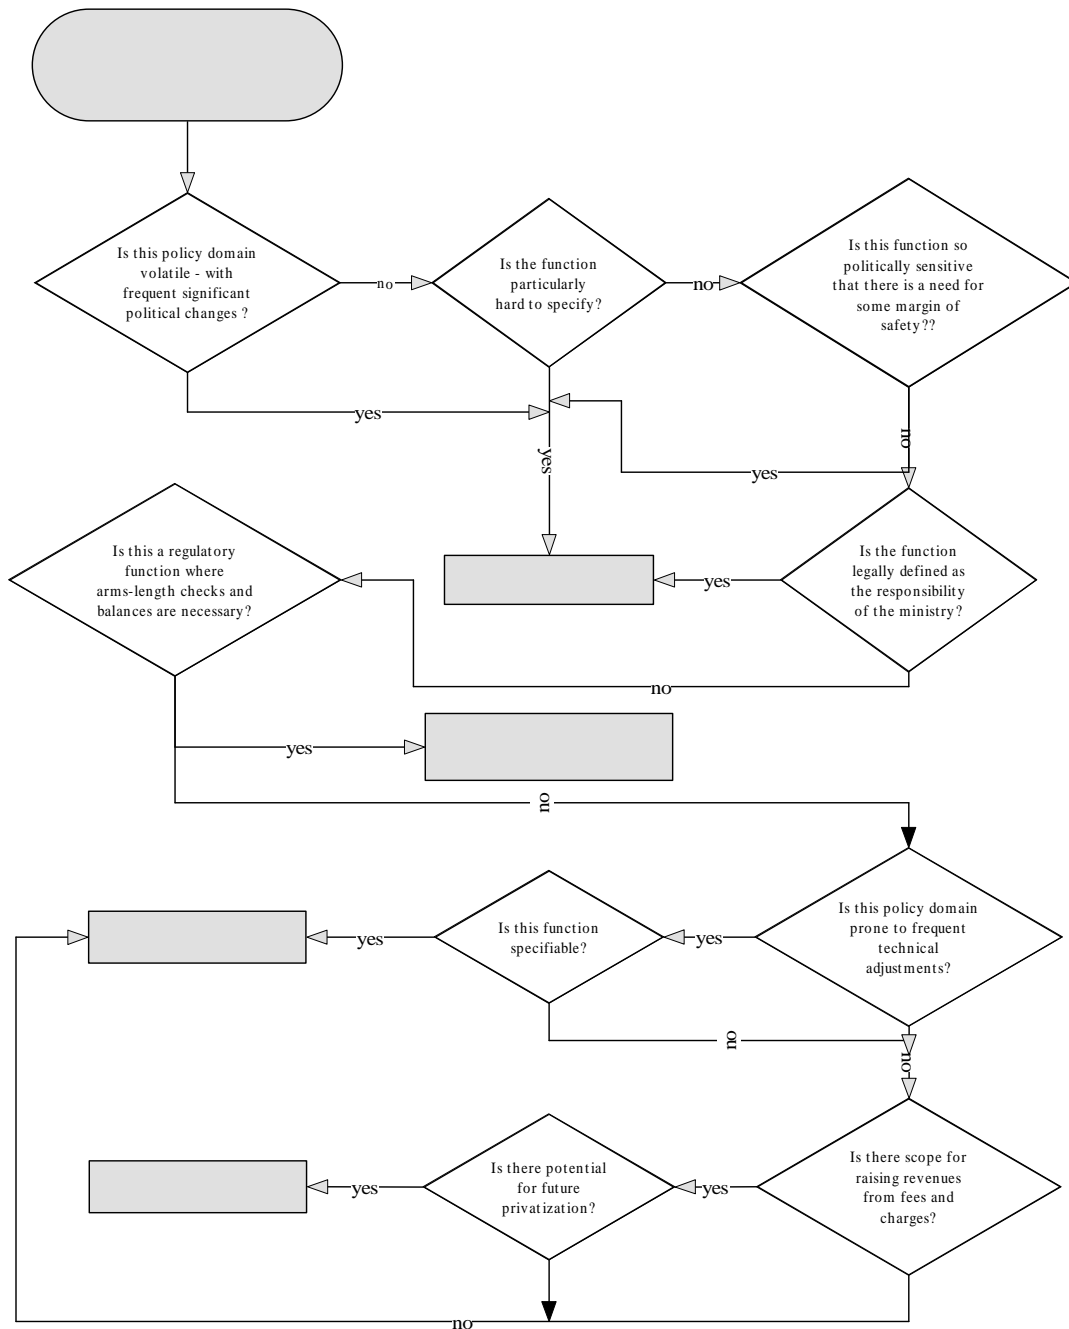 Is this policy domain
volatile - with
frequent significant
political changes ?
no
Is the function
particularly
hard to specify?
no
Is this function so
politically sensitive
that there is a need for
some margin of
safety??
yes
yes
no
yes
Is this a regulatory
function where
arms-length checks and
balances are necessary?
yes
Is the function
legally defined as
the responsibility
of the ministry?
no
yes
no
Is this function
specifiable?
yes
yes
Is this policy domain
prone to frequent
technical
adjustments?
no
no
Is there potential
for future
privatization?
yes
yes
Is there scope for
raising revenues
from fees and
charges?
no